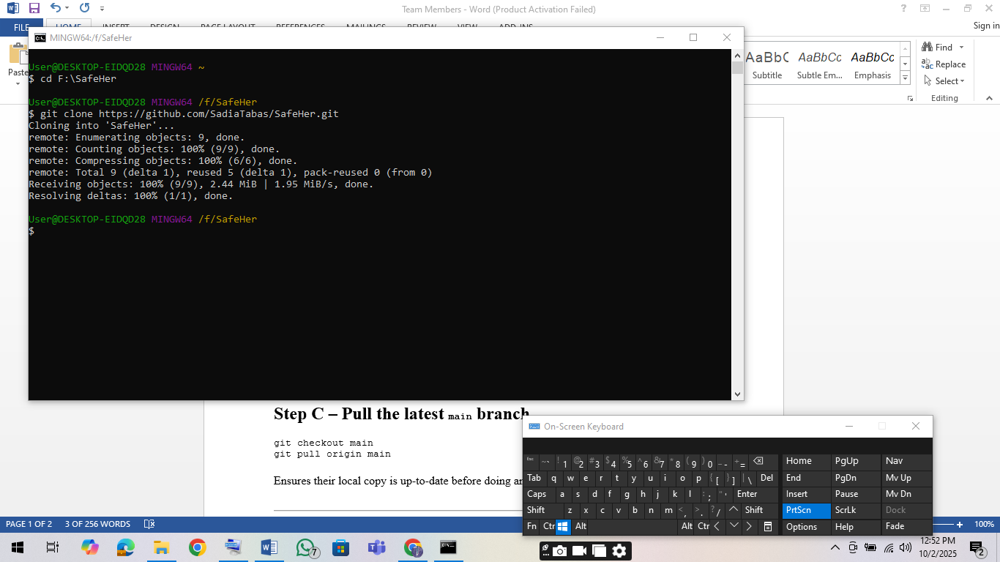 Team Members - Word (Product Activation Failed)
FILE HOME INSERT DESIGN PAGE LAYOUT REFERENCES MAILINGS REVIEW VIEW ADD-INS
Sign in
Paste
AaBbC AaBbCc AaBbCc
Subtitle Subtle Em... Emphasis
Find
Replace
Select
Editing
MINGW64:/f/SafeHer
User@DESKTOP-EIDQD28 MINGW64 ~
$ cd F:\SafeHer
User@DESKTOP-EIDQD28 MINGW64 /f/SafeHer
$ git clone https://github.com/SadiaTabas/SafeHer.git
Cloning into 'SafeHer'...
remote: Enumerating objects: 9, done.
remote: Counting objects: 100% (9/9), done.
remote: Compressing objects: 100% (6/6), done.
remote: Total 9 (delta 1), reused 5 (delta 1), pack-reused 0 (from 0)
Receiving objects: 100% (9/9), 2.44 MiB | 1.95 MiB/s, done.
Resolving deltas: 100% (1/1), done.
User@DESKTOP-EIDQD28 MINGW64 /f/SafeHer
$
Step C – Pull the latest main branch
git checkout main
git pull origin main
Ensures their local copy is up-to-date before doing
On-Screen Keyboard
Esc ~ ` ! 1 @ 2 # 3 $ 4 % 5 ^ 6 & 7 * 8 ( 9 ) 0 _ - + = Home PgUp Nav
Tab q w e r t y u i o p { [ } ] | \ Del End PgDn Mv Up
Caps a s d f g h j k l : ; " ' Enter Insert Pause Mv Dn
Shift z x c v b n m < , > . ? / Shift PrtScn ScrLk Dock
Fn Ctr Alt Alt Ctr Options Help Fade
PAGE 1 OF 2 3 OF 256 WORDS
+ 100%
7
12:52 PM
10/2/2025
2